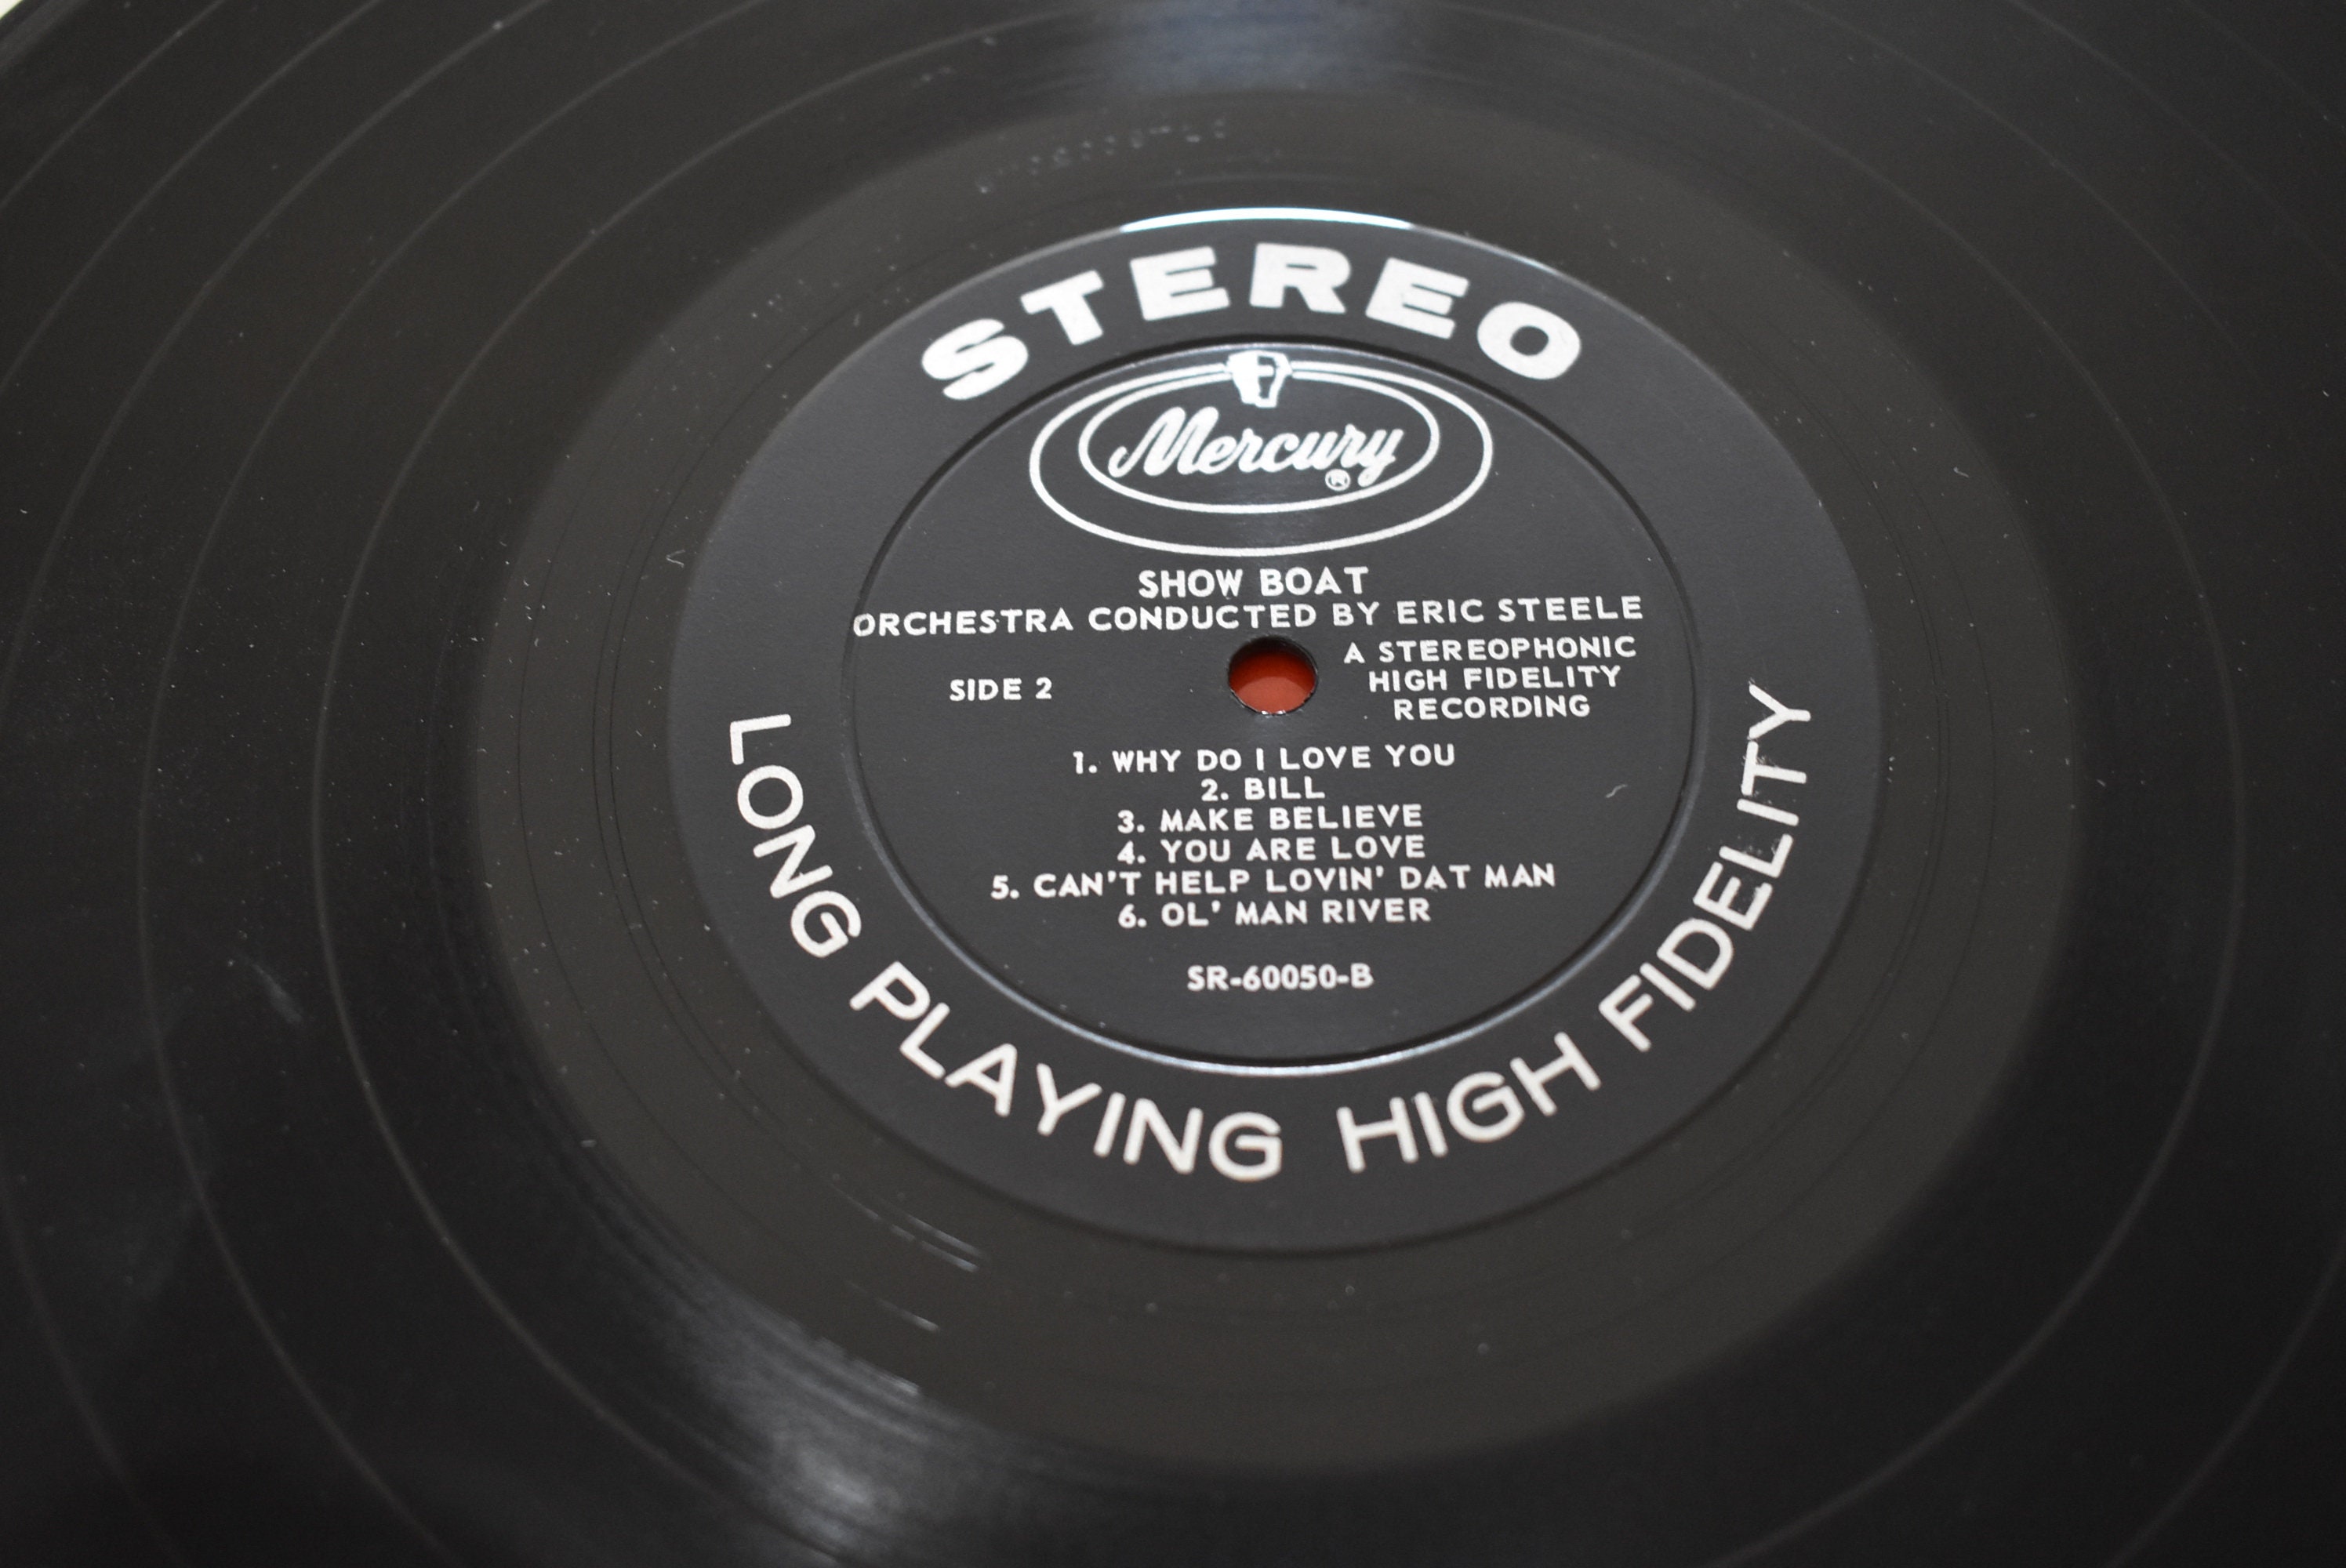 STEREO
Mercury
®
SHOW BOAT
ORCHESTRA CONDUCTED BY ERIC STEELE
SIDE 2
A STEREOPHONIC
HIGH FIDELITY
RECORDING
1. WHY DO I LOVE YOU
2. BILL
3. MAKE BELIEVE
4. YOU ARE LOVE
5. CAN'T HELP LOVIN' DAT MAN
6. OL' MAN RIVER
SR-60050-B
LONG PLAYING HIGH FIDELITY